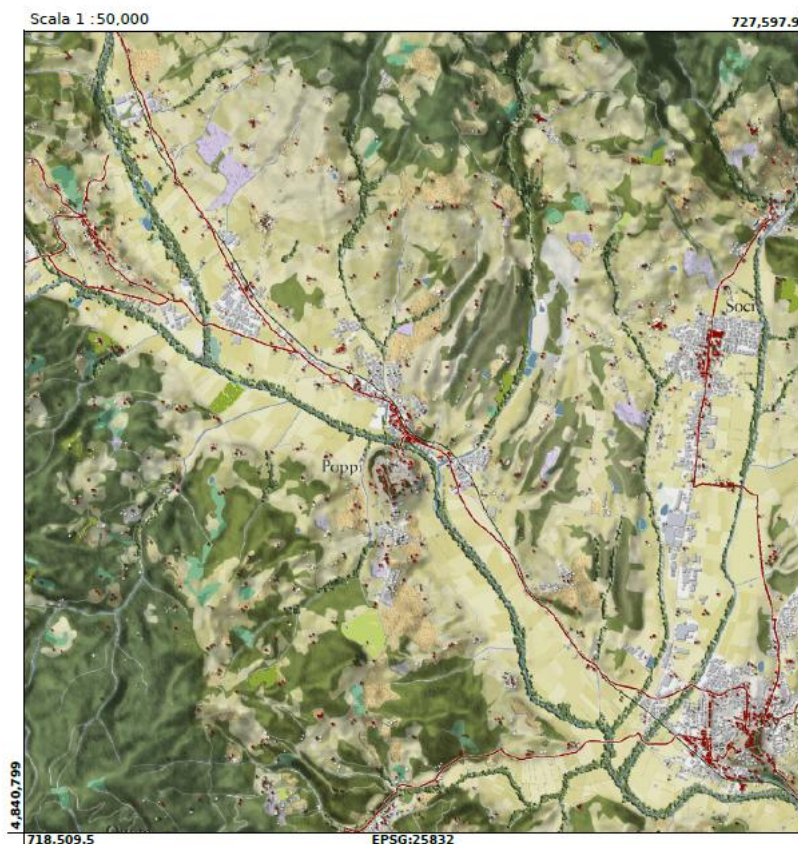 Scala 1 :50,000
727,597.9
Soci
Poppi
4,840,799
718,509.5
EPSG:25832